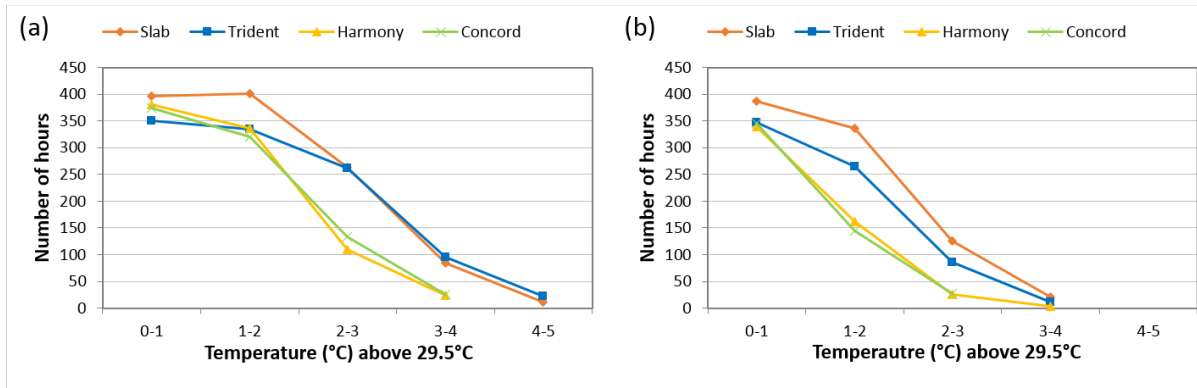 (a)
Slab Trident Harmony Concord
450
400
350
300
250
200
150
100
50
0
Number of hours
0-1 1-2 2-3 3-4 4-5
Temperature (°C) above 29.5°C
(b)
Slab Trident Harmony Concord
450
400
350
300
250
200
150
100
50
0
Number of hours
0-1 1-2 2-3 3-4 4-5
Temperautre (°C) above 29.5°C